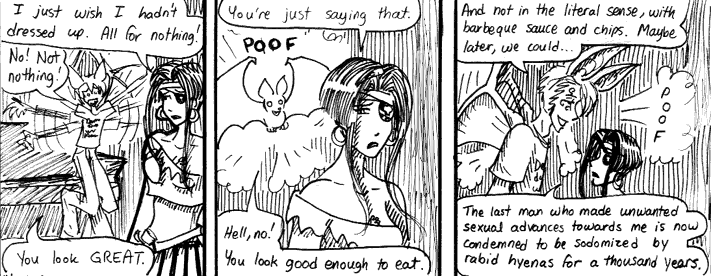 I just wish I hadn't
dressed up. All for nothing!
No! Not
nothing!
You look GREAT.
You're just saying that.
POOF
Hell, no!
You look good enough to eat.
And not in the literal sense, with
barbeque sauce and chips. Maybe
later, we could...
POOF
The last man who made unwanted
sexual advances towards me is now
condemned to be sodomized by
rabid hyenas for a thousand years.